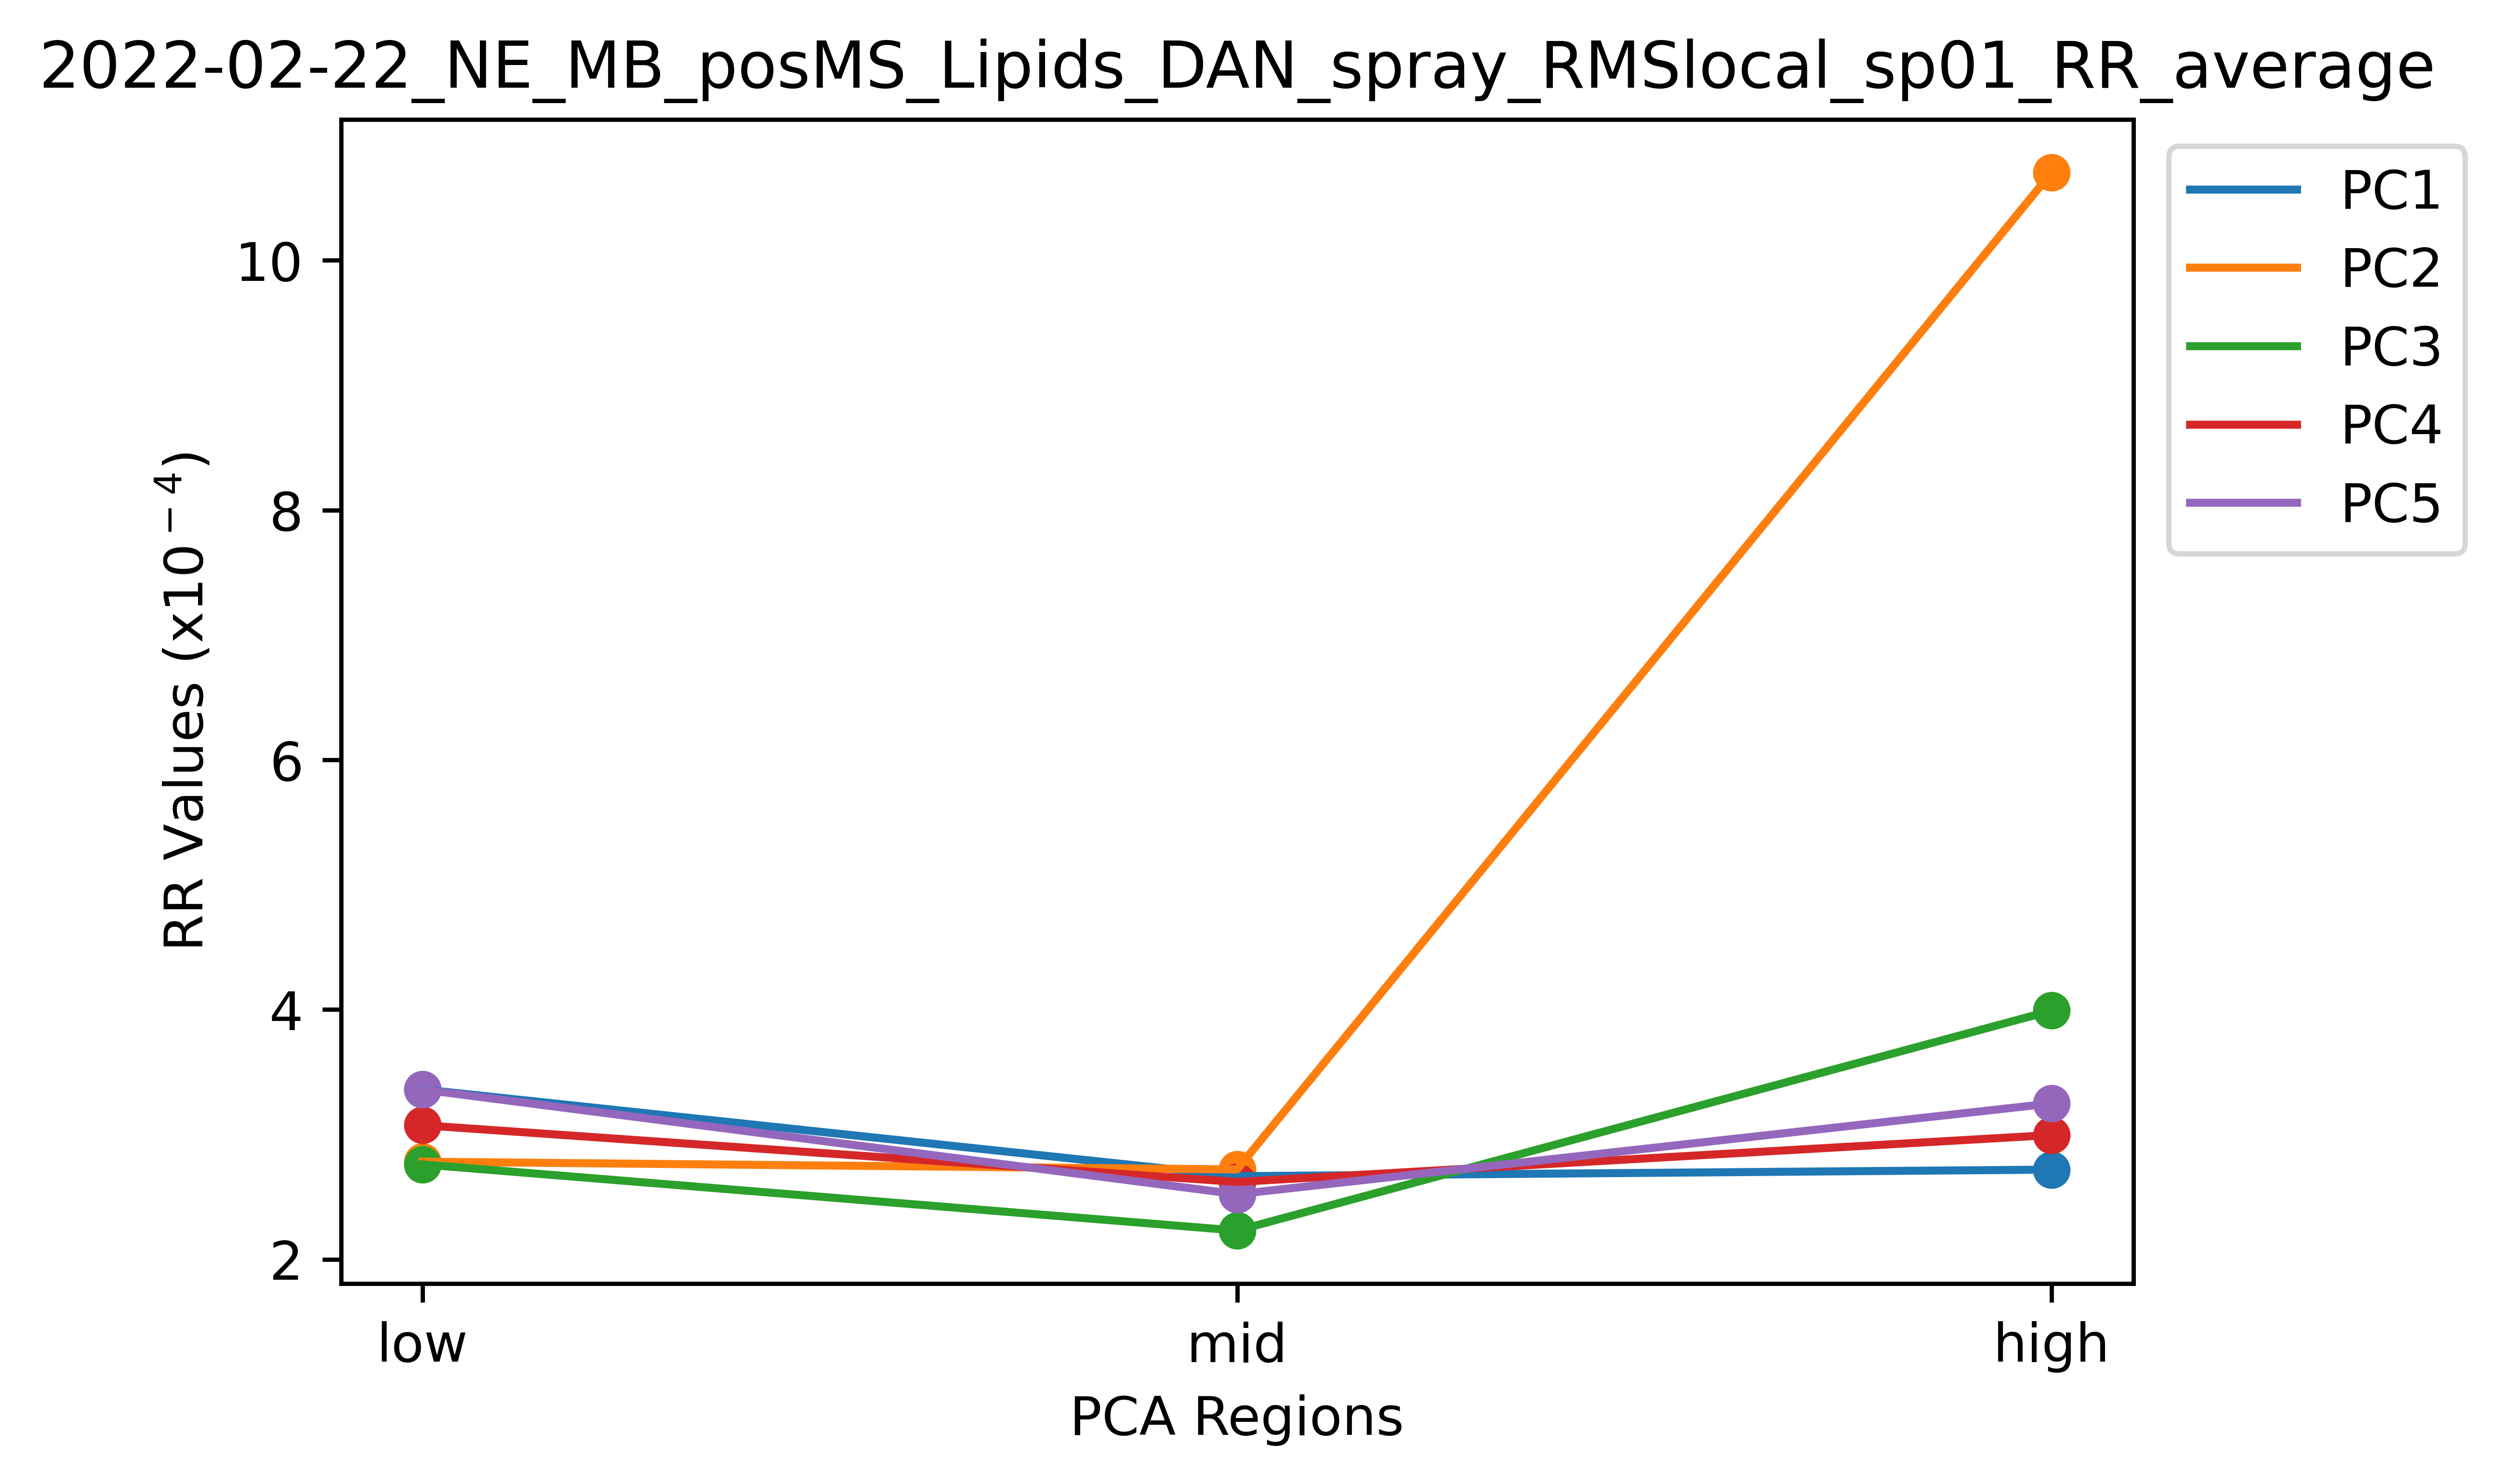 2022-02-22_NE_MB_posMS_Lipids_DAN_spray_RMSlocal_sp01_RR_average
PC1
PC2
PC3
PC4
PC5
10
8
6
4
2
RR Values (x10⁻⁴)
low mid high
PCA Regions